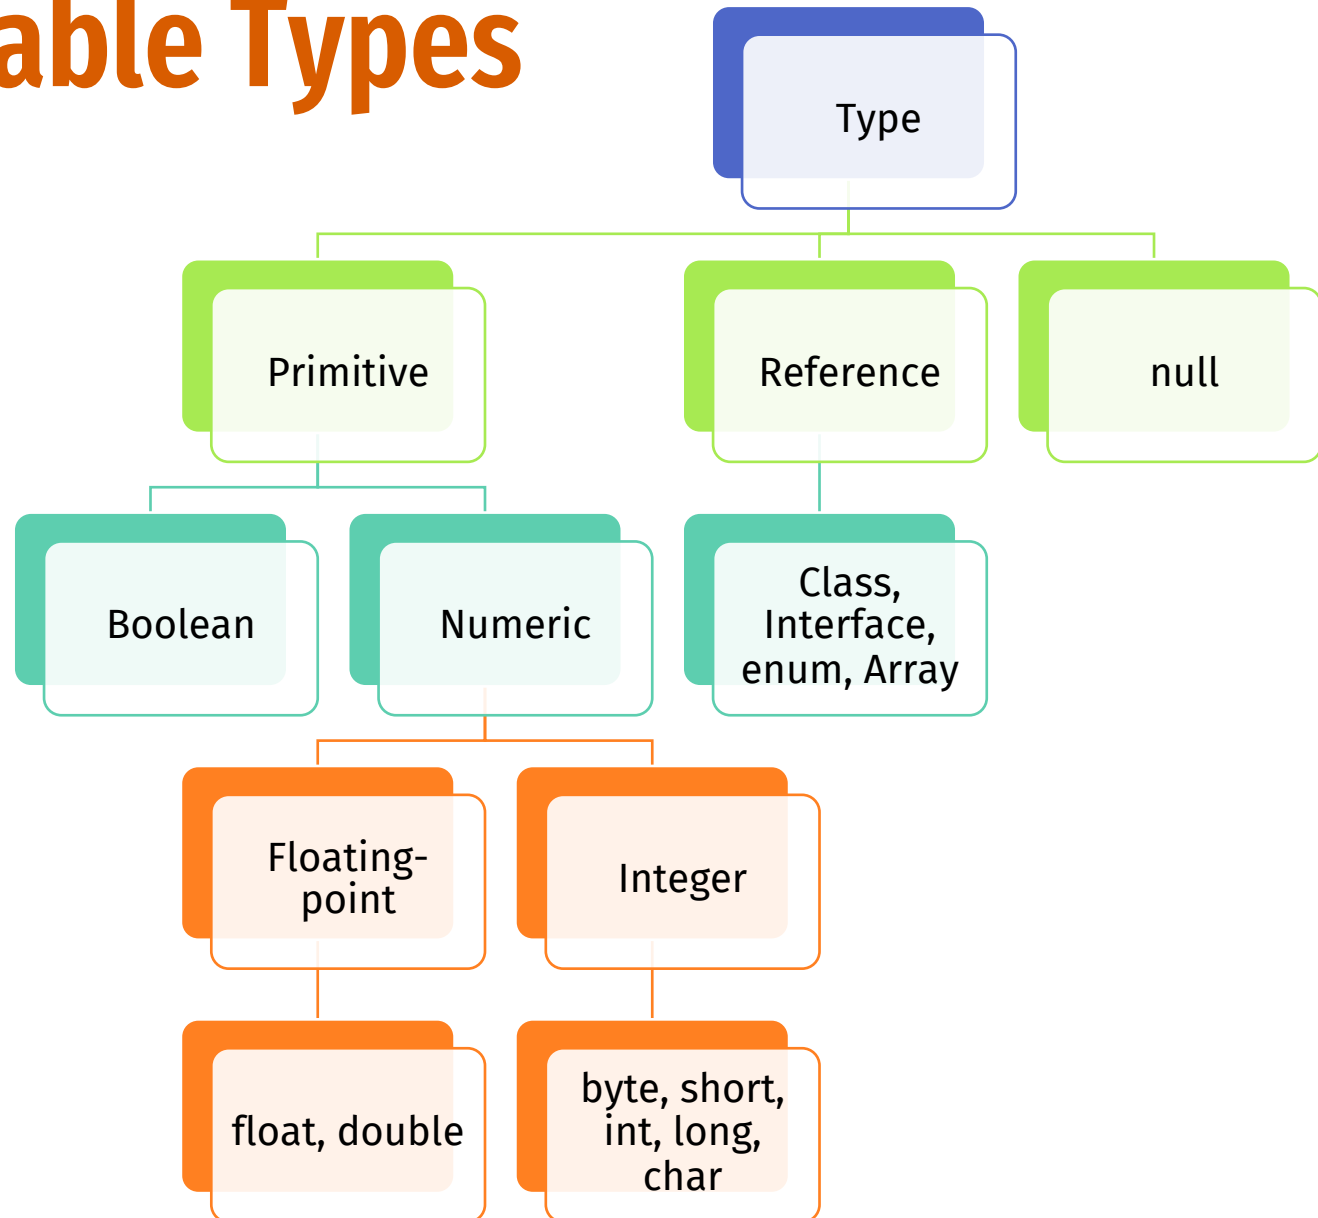 able Types
Type
Primitive
Reference
null
Boolean
Numeric
Class,
Interface,
enum, Array
Floating-
point
Integer
float, double
byte, short,
int, long,
char